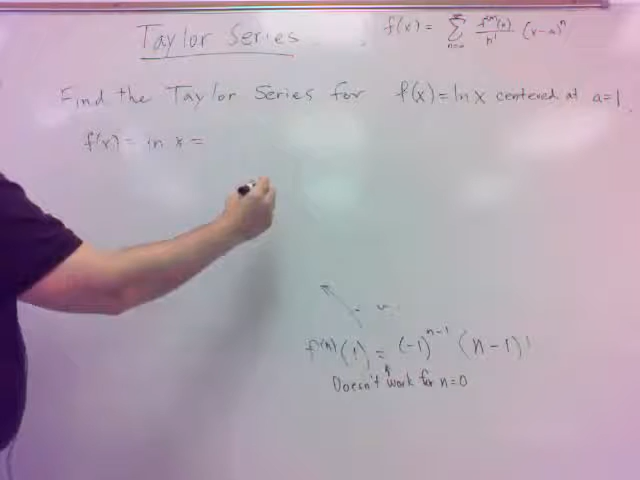 Taylor Series
f(x) = ∞ Σ n=0 f⁽ⁿ⁾(a) / n! (x-a)ⁿ
Find the Taylor Series for f(x) = ln x centered at a=1.
f(x) = ln x =
f⁽ⁿ⁾(1) = (-1)ⁿ⁻¹ (n-1)!
Doesn't work for n=0